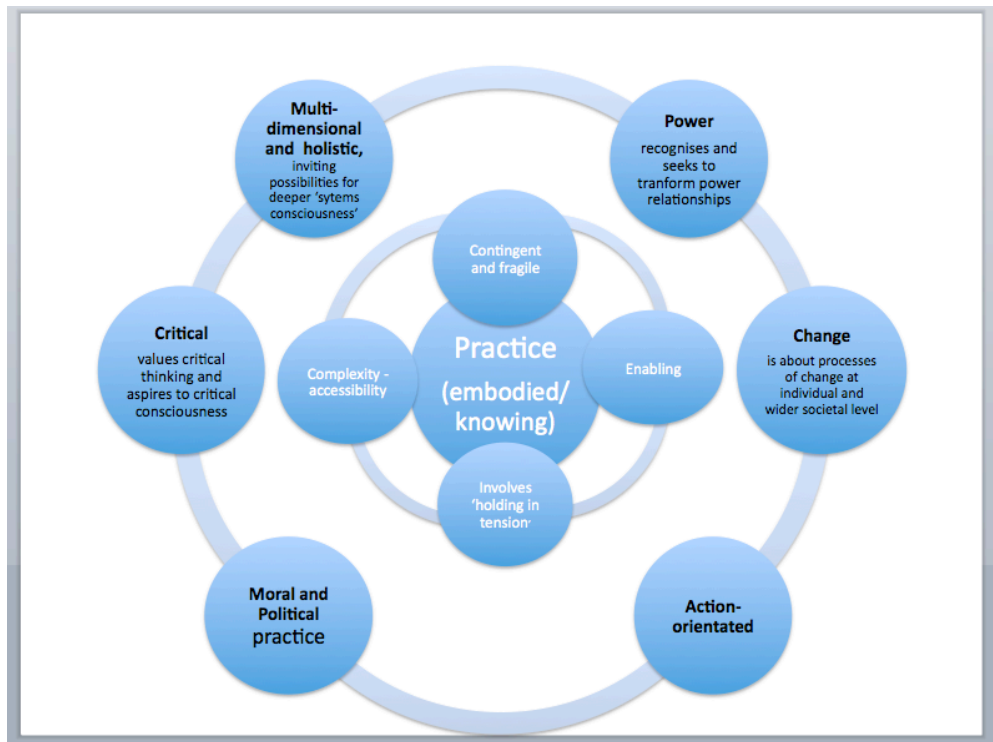 Multi-
dimensional
and holistic,
inviting
possibilities for
deeper 'sytems
consciousness'
Power
recognises and
seeks to
tranform power
relationships
Contingent
and fragile
Critical
values critical
thinking and
aspires to critical
consciousness
Complexity -
accessibility
Practice
(embodied/
knowing)
Enabling
Change
is about processes
of change at
individual and
wider societal level
Involves
'holding in
tension'
Moral and
Political
practice
Action-
orientated